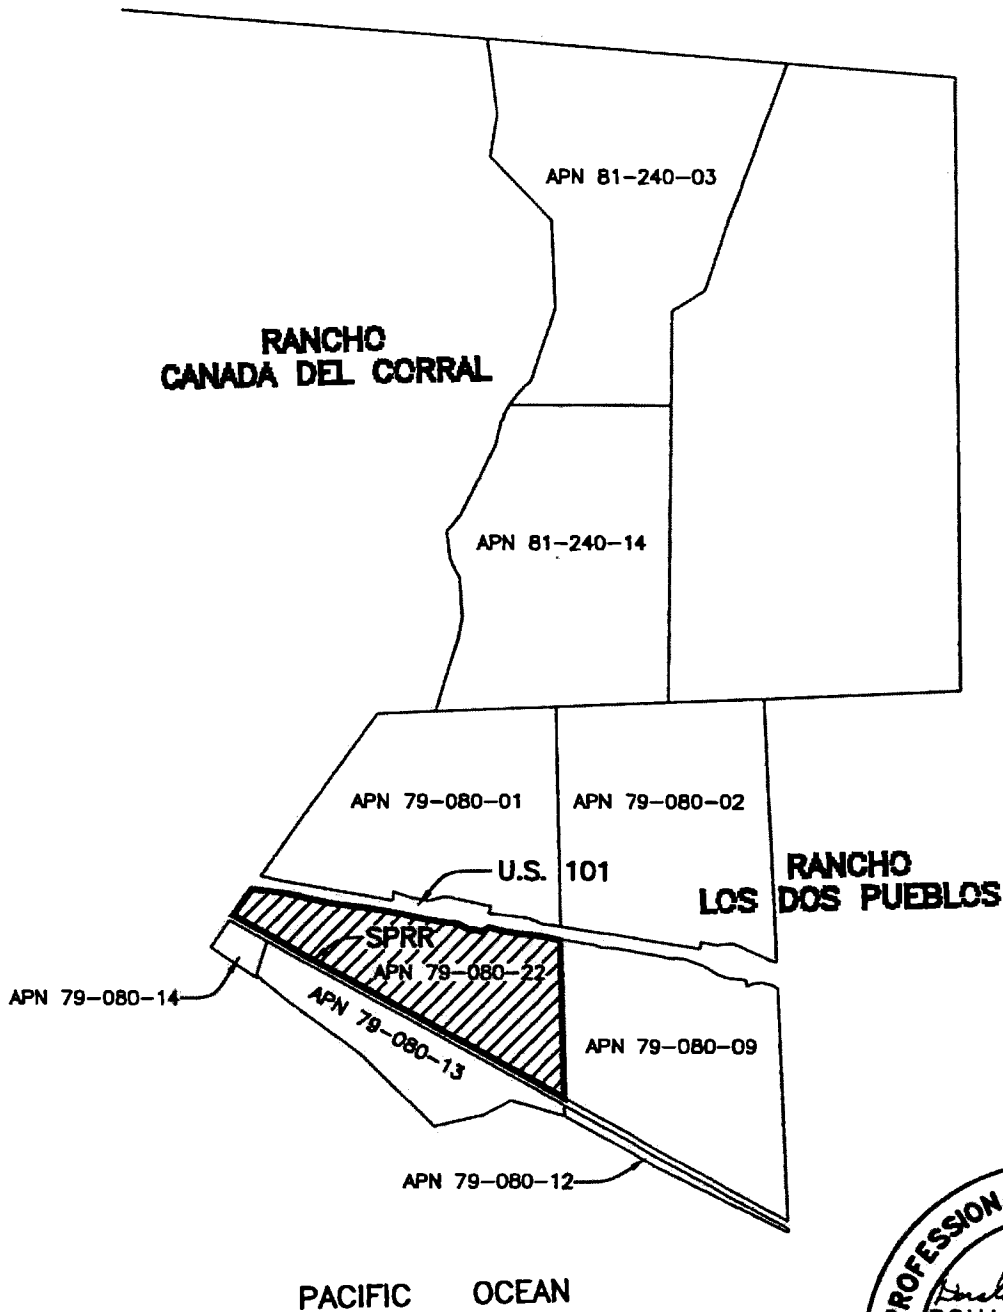 APN 81-240-03
RANCHO
CANADA DEL CORRAL
APN 81-240-14
APN 79-080-01
APN 79-080-02
U.S. 101
RANCHO
LOS DOS PUEBLOS
SPRR
APN 79-080-22
APN 79-080-14
APN 79-080-13
APN 79-080-09
APN 79-080-12
PACIFIC OCEAN